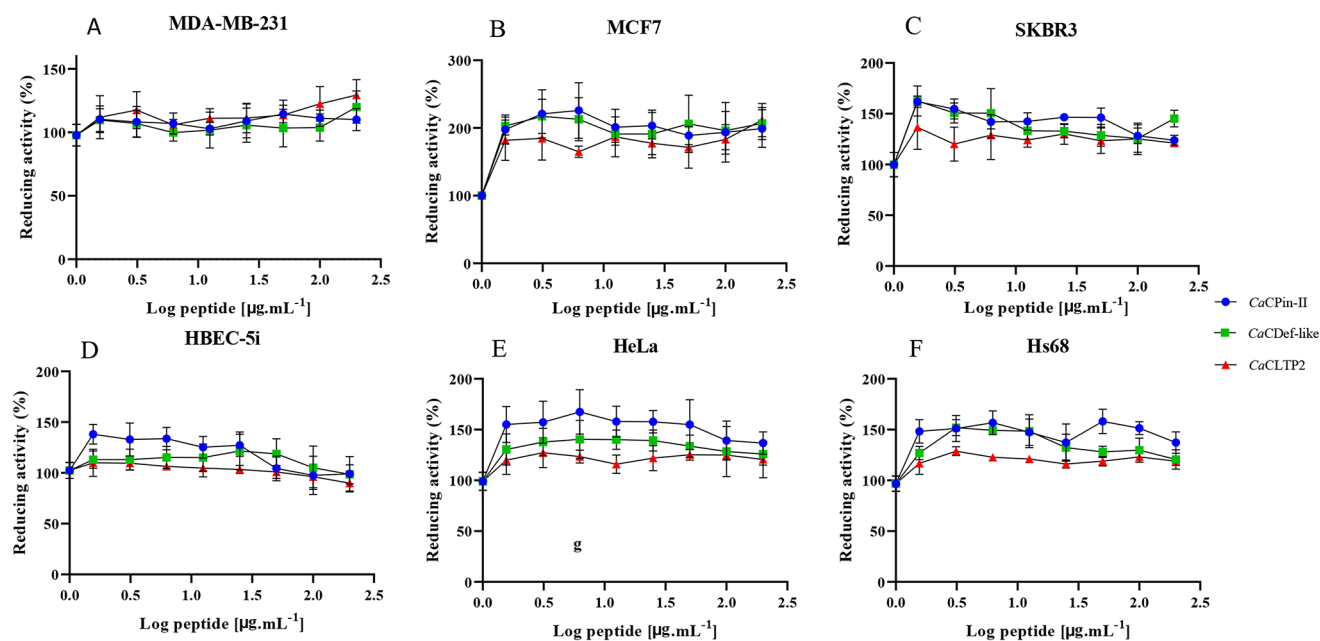 A
MDA-MB-231
Reducing activity (%)
150
100
50
0
0.0 0.5 1.0 1.5 2.0 2.5
Log peptide [µg.mL⁻¹]
B
MCF7
Reducing activity (%)
300
200
100
0
0.0 0.5 1.0 1.5 2.0 2.5
Log peptide [µg.mL⁻¹]
C
SKBR3
Reducing activity (%)
200
150
100
50
0
0.0 0.5 1.0 1.5 2.0 2.5
Log peptide [µg.mL⁻¹]
CaCPin-II
CaCDef-like
CaCLTP2
D
HBEC-5i
Reducing activity (%)
200
150
100
50
0
0.0 0.5 1.0 1.5 2.0 2.5
Log peptide [µg.mL⁻¹]
E
HeLa
Reducing activity (%)
200
150
100
50
0
g
0.0 0.5 1.0 1.5 2.0 2.5
Log peptide [µg.mL⁻¹]
F
Hs68
Reducing activity (%)
200
150
100
50
0
0.0 0.5 1.0 1.5 2.0 2.5
Log peptide [µg.mL⁻¹]